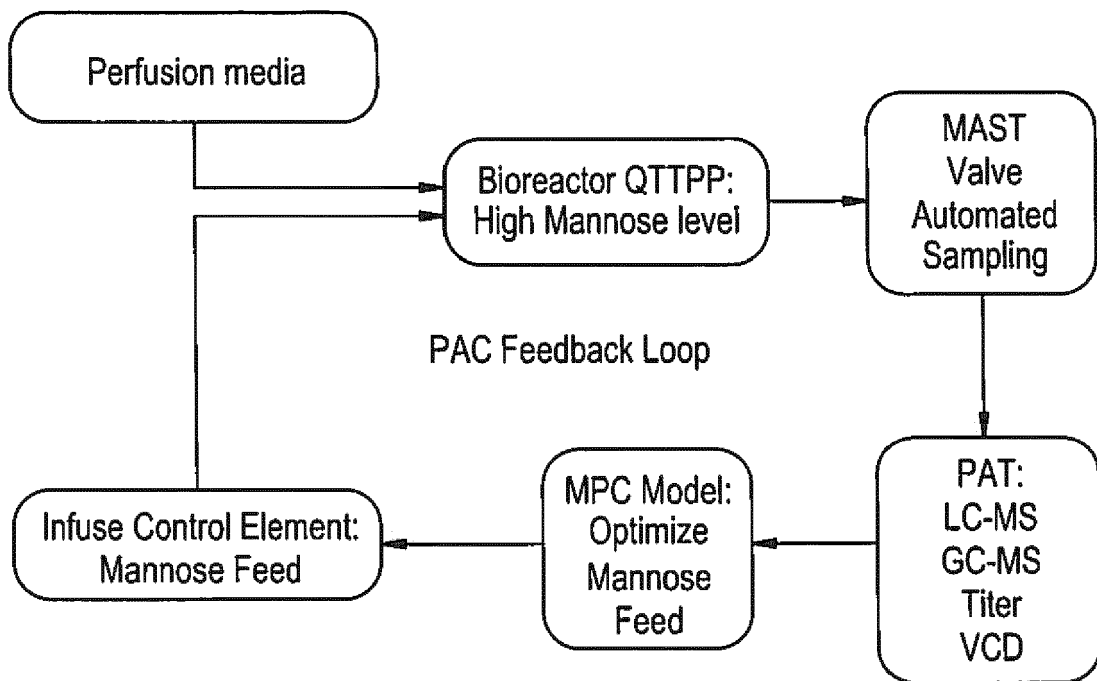 Perfusion media
Bioreactor QTTPP:
High Mannose level
MAST
Valve
Automated
Sampling
PAC Feedback Loop
Infuse Control Element:
Mannose Feed
MPC Model:
Optimize
Mannose
Feed
PAT:
LC-MS
GC-MS
Titer
VCD